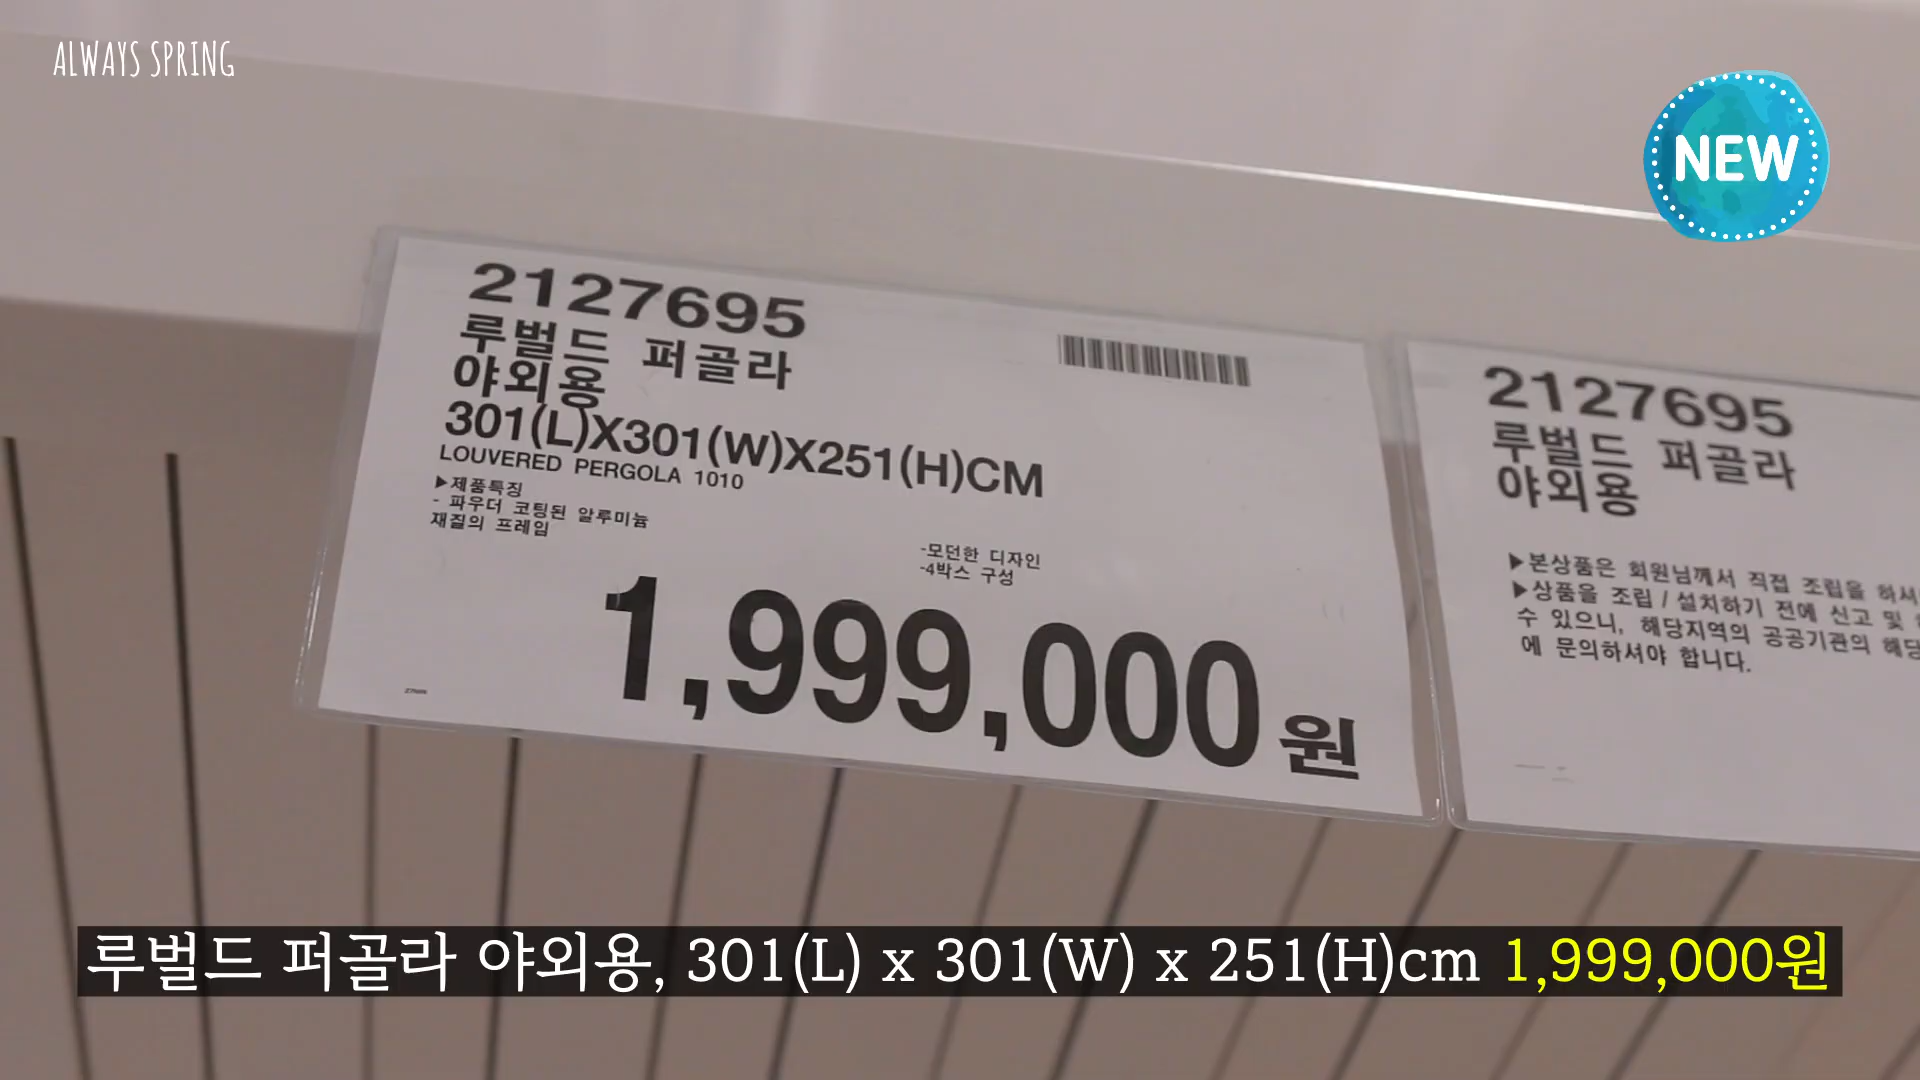 ALWAYS SPRING
NEW
2127695
루벌드 퍼골라
야외용
301(L)X301(W)X251(H)CM
LOUVERED PERGOLA 1010
▶제품특징
- 파우더 코팅된 알루미늄
재질의 프레임
-모던한 디자인
-4박스 구성
1,999,000원
2127695
루벌드 퍼골라
야외용
▶본상품은 회원님께서 직접 조립을 하셔
▶상품을 조립 / 설치하기 전에 신고 및
수 있으니, 해당지역의 공공기관의 해당
에 문의하셔야 합니다.
루벌드 퍼골라 야외용, 301(L) x 301(W) x 251(H)cm 1,999,000원